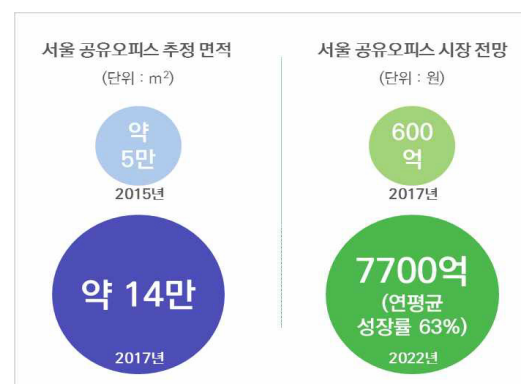 서울 공유오피스 추정 면적
(단위 : m²)
약
5만
2015년
약 14만
2017년
서울 공유오피스 시장 전망
(단위 : 원)
600
억
2017년
7700억
(연평균
성장률 63%)
2022년